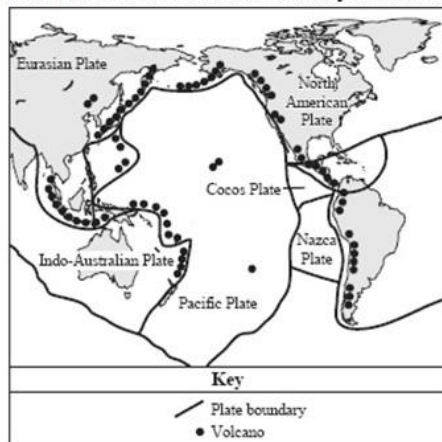 Eurasian Plate
North
American
Plate
Cocos Plate
Nazca
Plate
Indo-Australian Plate
Pacific Plate
Key
Plate boundary
Volcano